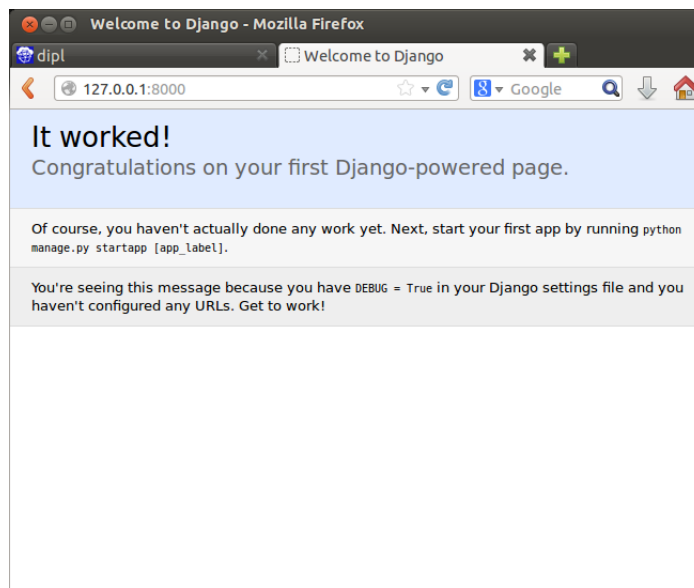 Welcome to Django - Mozilla Firefox
dipl
Welcome to Django
127.0.0.1:8000
8
Google
It worked!
Congratulations on your first Django-powered page.
Of course, you haven't actually done any work yet. Next, start your first app by running python
manage.py startapp [app_label].
You're seeing this message because you have DEBUG = True in your Django settings file and you
haven't configured any URLs. Get to work!